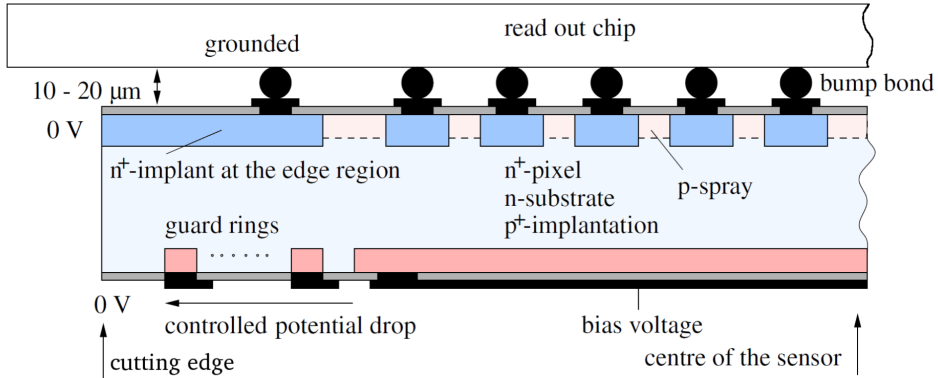 read out chip
grounded
10 - 20 μm
bump bond
0 V
n+-implant at the edge region
n+-pixel
p-spray
n-substrate
p+-implantation
guard rings
0 V
controlled potential drop
bias voltage
cutting edge
centre of the sensor